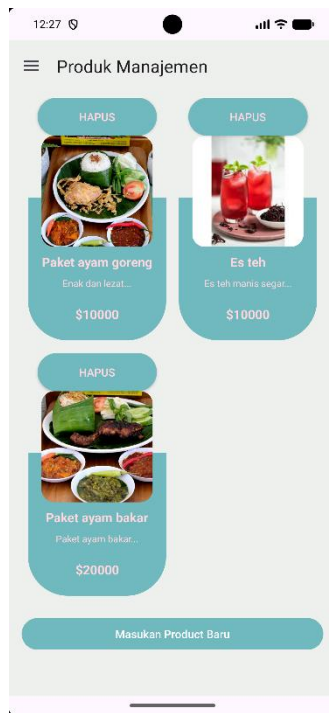 12:27
Produk Manajemen
HAPUS
HAPUS
Paket ayam goreng
Enak dan lezat...
$10000
Es teh
Es teh manis segar...
$10000
HAPUS
Paket ayam bakar
Paket ayam bakar...
$20000
Masukan Product Baru